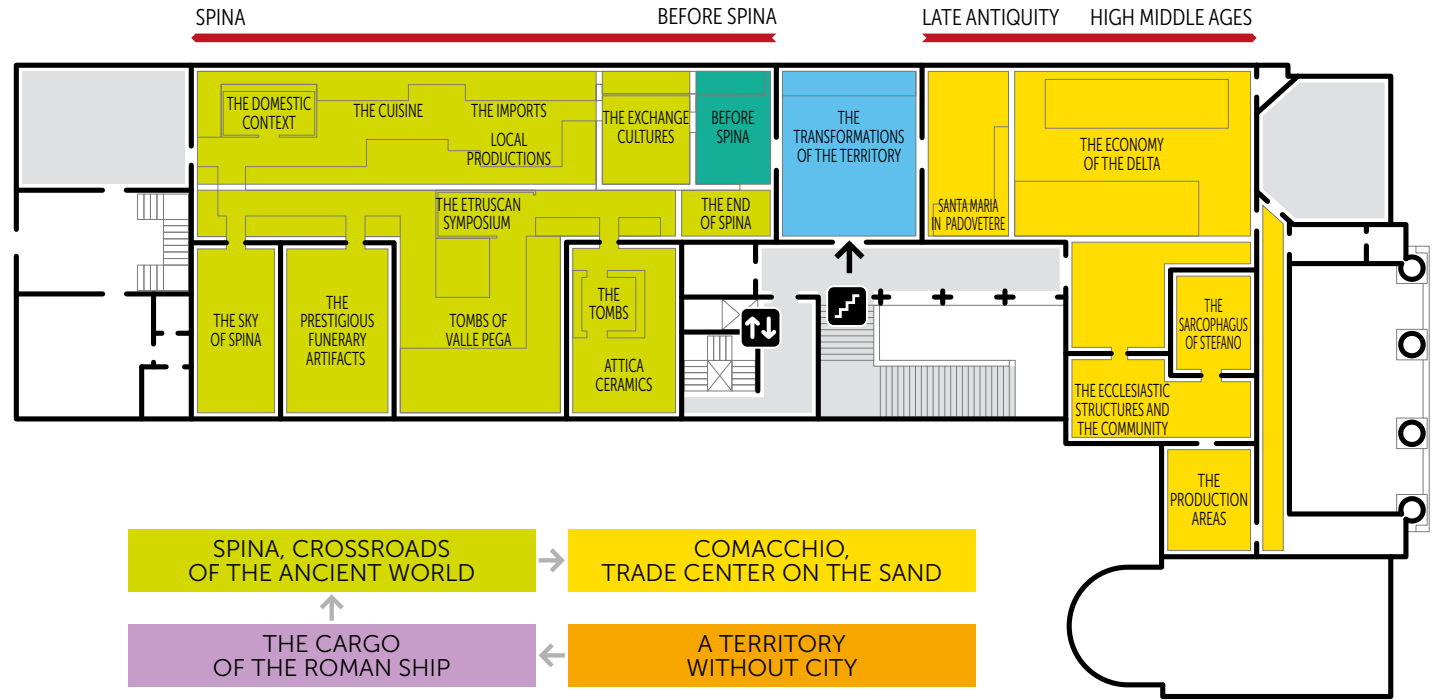 SPINA
BEFORE SPINA
LATE ANTIQUITY
HIGH MIDDLE AGES
THE DOMESTIC
CONTEXT
THE CUISINE
THE IMPORTS
LOCAL
PRODUCTIONS
THE EXCHANGE
CULTURES
BEFORE
SPINA
THE
TRANSFORMATIONS
OF THE TERRITORY
SANTA MARIA
IN PADOVETERE
THE ECONOMY
OF THE DELTA
THE ETRUSCAN
SYMPOSIUM
THE END
OF SPINA
THE SKY
OF SPINA
THE
PRESTIGIOUS
FUNERARY
ARTIFACTS
TOMBS OF
VALLE PEGA
THE
TOMBS
ATTICA
CERAMICS
THE
SARCOPHAGUS
OF STEFANO
THE ECCLESIASTIC
STRUCTURES AND
THE COMMUNITY
THE
PRODUCTION
AREAS
SPINA, CROSSROADS
OF THE ANCIENT WORLD
COMACCHIO,
TRADE CENTER ON THE SAND
THE CARGO
OF THE ROMAN SHIP
A TERRITORY
WITHOUT CITY